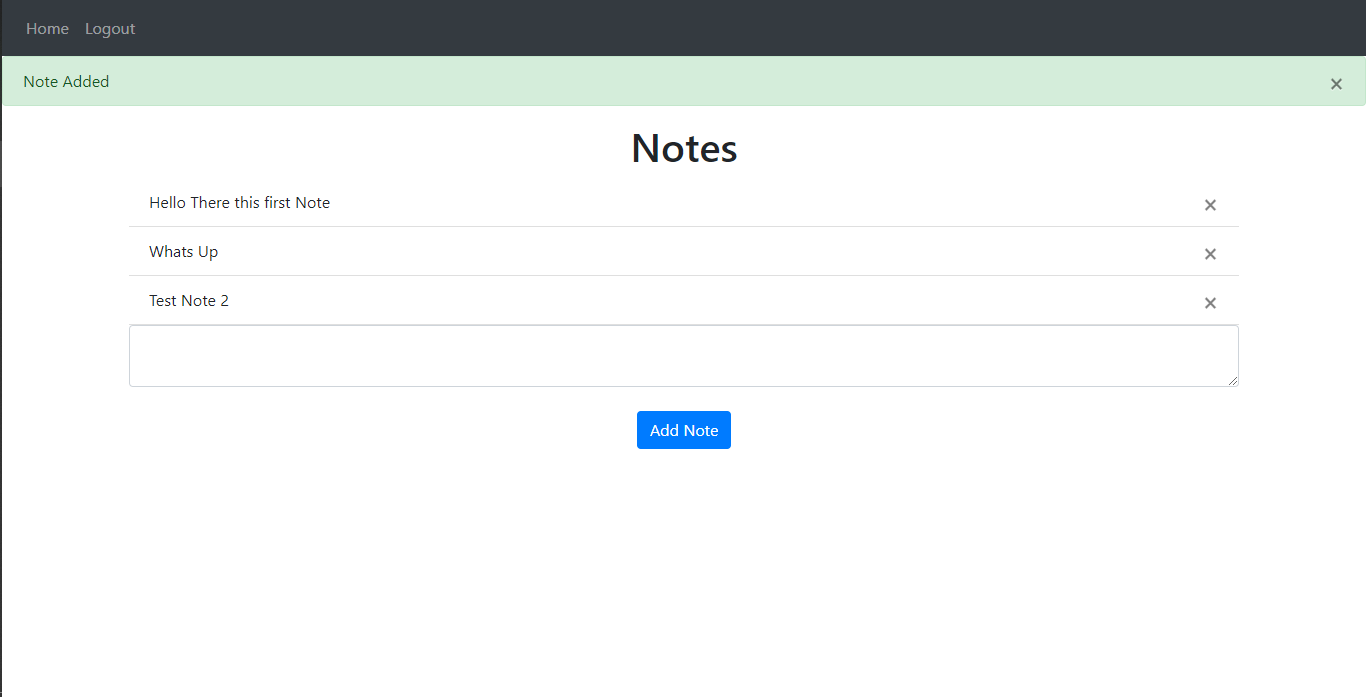 Home Logout
Note Added ×
Notes
Hello There this first Note ×
Whats Up ×
Test Note 2 ×
Add Note